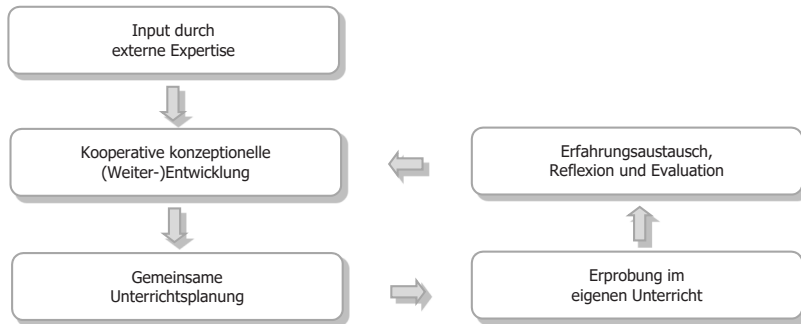 Input durch
externe Expertise
Kooperative konzeptionelle
(Weiter-)Entwicklung
Erfahrungsaustausch,
Reflexion und Evaluation
Gemeinsame
Unterrichtsplanung
Erprobung im
eigenen Unterricht